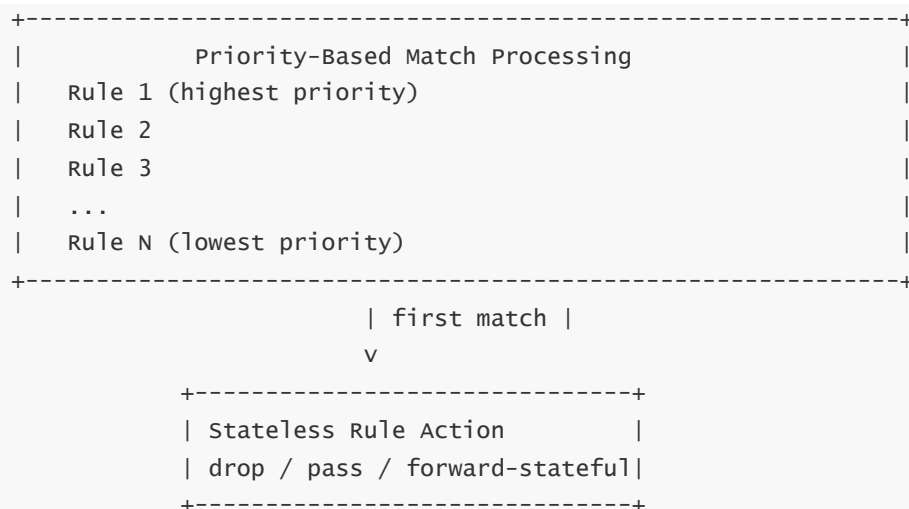 +--------------------------------------------------------------+
|            Priority-Based Match Processing                   |
|   Rule 1 (highest priority)                                  |
|   Rule 2                                                     |
|   Rule 3                                                     |
|   ...                                                        |
|   Rule N (lowest priority)                                   |
+--------------------------------------------------------------+
                         | first match |
                         v
            +-------------------------------+
            | Stateless Rule Action         |
            | drop / pass / forward-stateful|
            +-------------------------------+